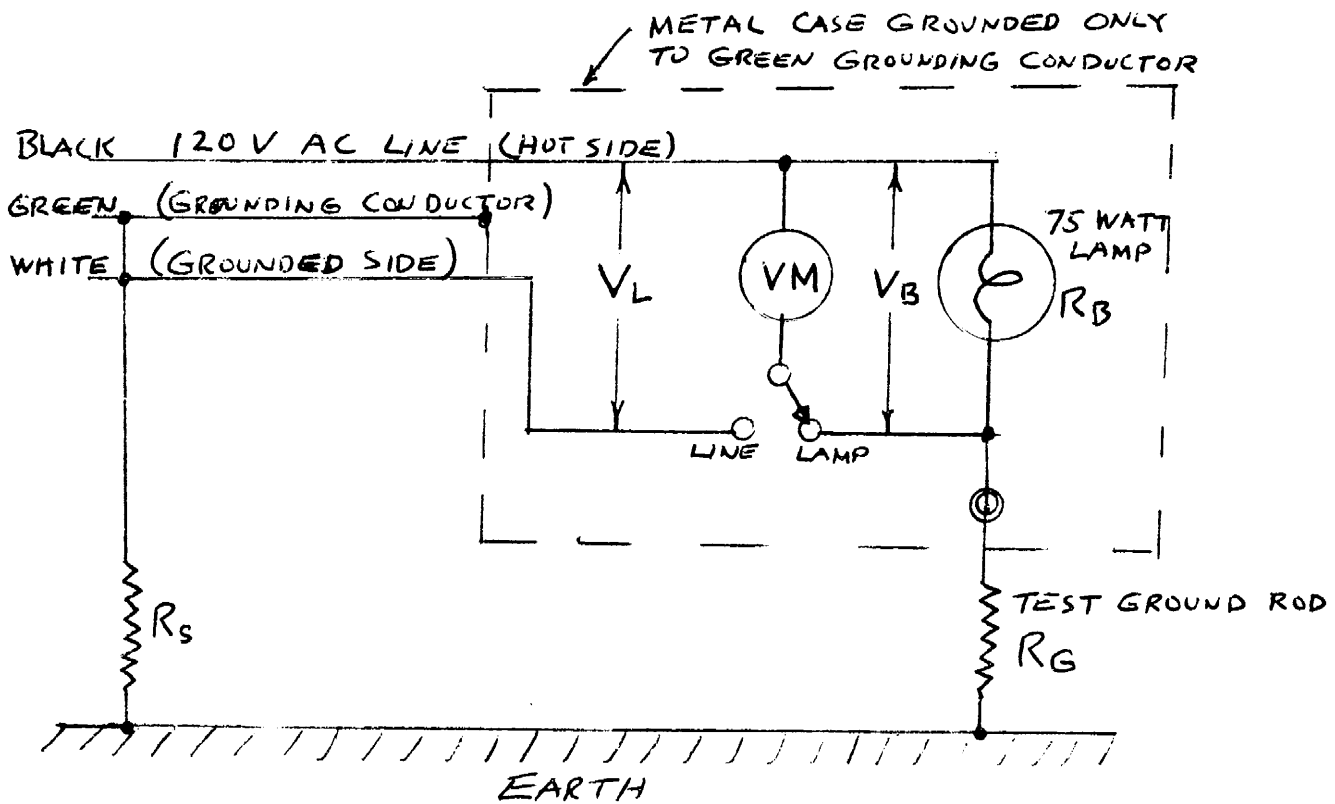 METAL CASE GROUNDED ONLY
TO GREEN GROUNDING CONDUCTOR
BLACK 120 V AC LINE (HOT SIDE)
GREEN (GROUNDING CONDUCTOR)
WHITE (GROUNDED SIDE)
75 WATT
LAMP
VL
VM
VB
RB
LINE
LAMP
RS
TEST GROUND ROD
RG
EARTH